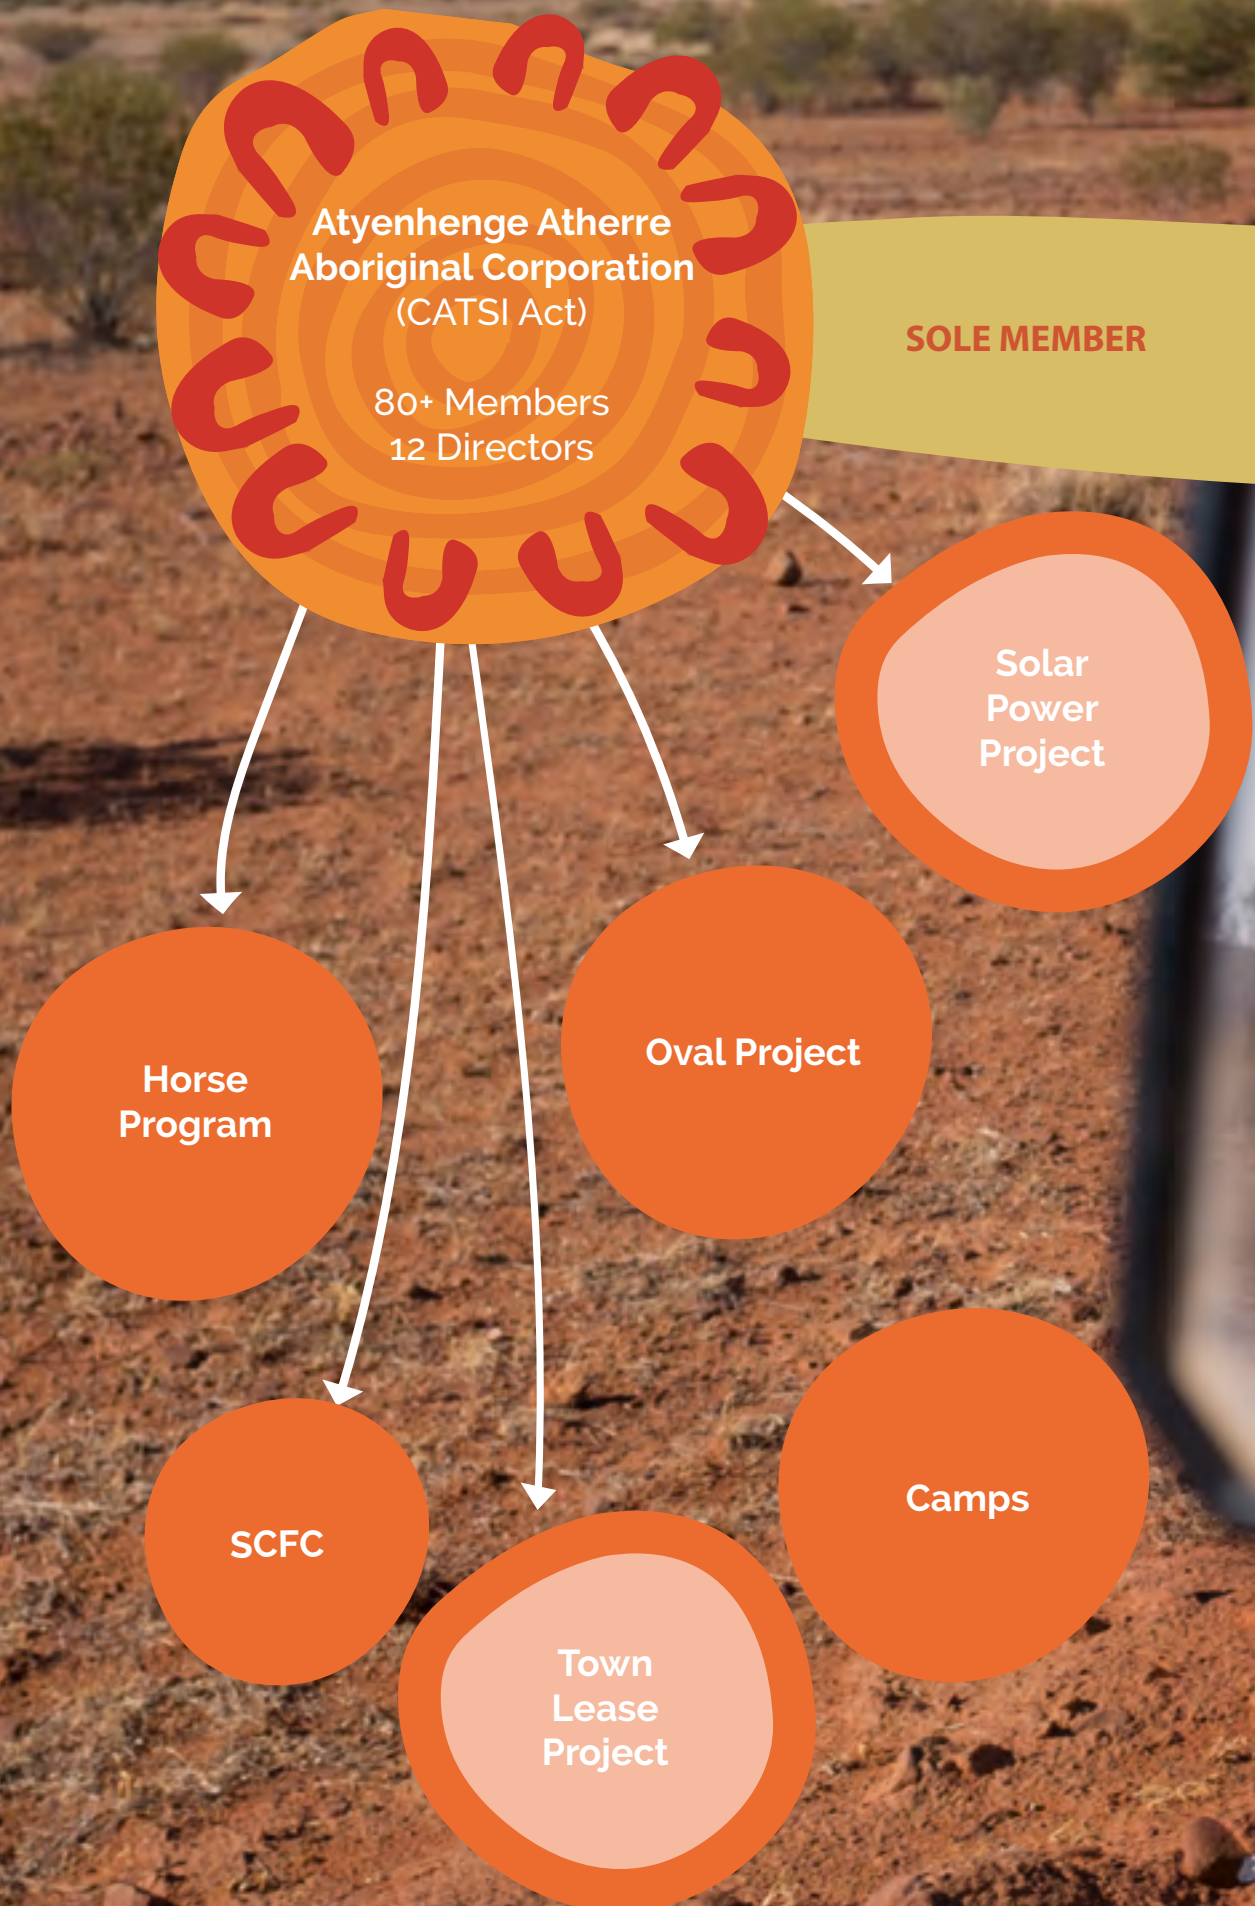 Atyenhenge Atherre
Aboriginal Corporation
(CATSI Act)
80+ Members
12 Directors
SOLE MEMBER
Solar
Power
Project
Oval Project
Horse
Program
Camps
SCFC
Town
Lease
Project